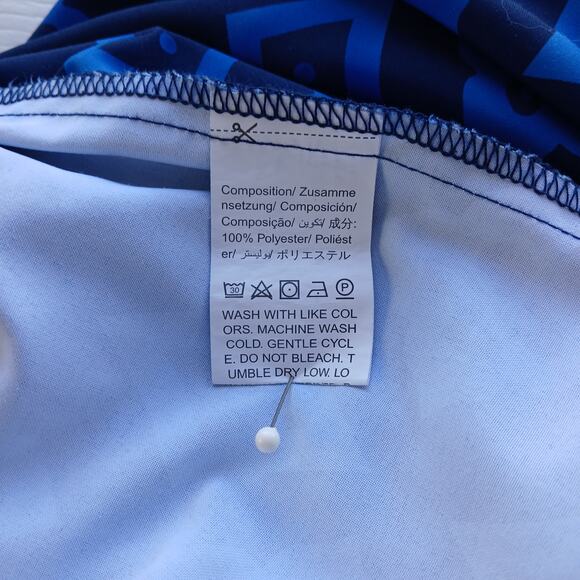 Composition/ Zusamme
nsetzung/ Composición/
Composição/ تكوين/ 成分:
100% Polyester/ Poliést
er/ بوليستر/ ポリエステル
30 P
WASH WITH LIKE COL
ORS. MACHINE WASH
COLD. GENTLE CYCL
E. DO NOT BLEACH, T
UMBLE DRY LOW. LO